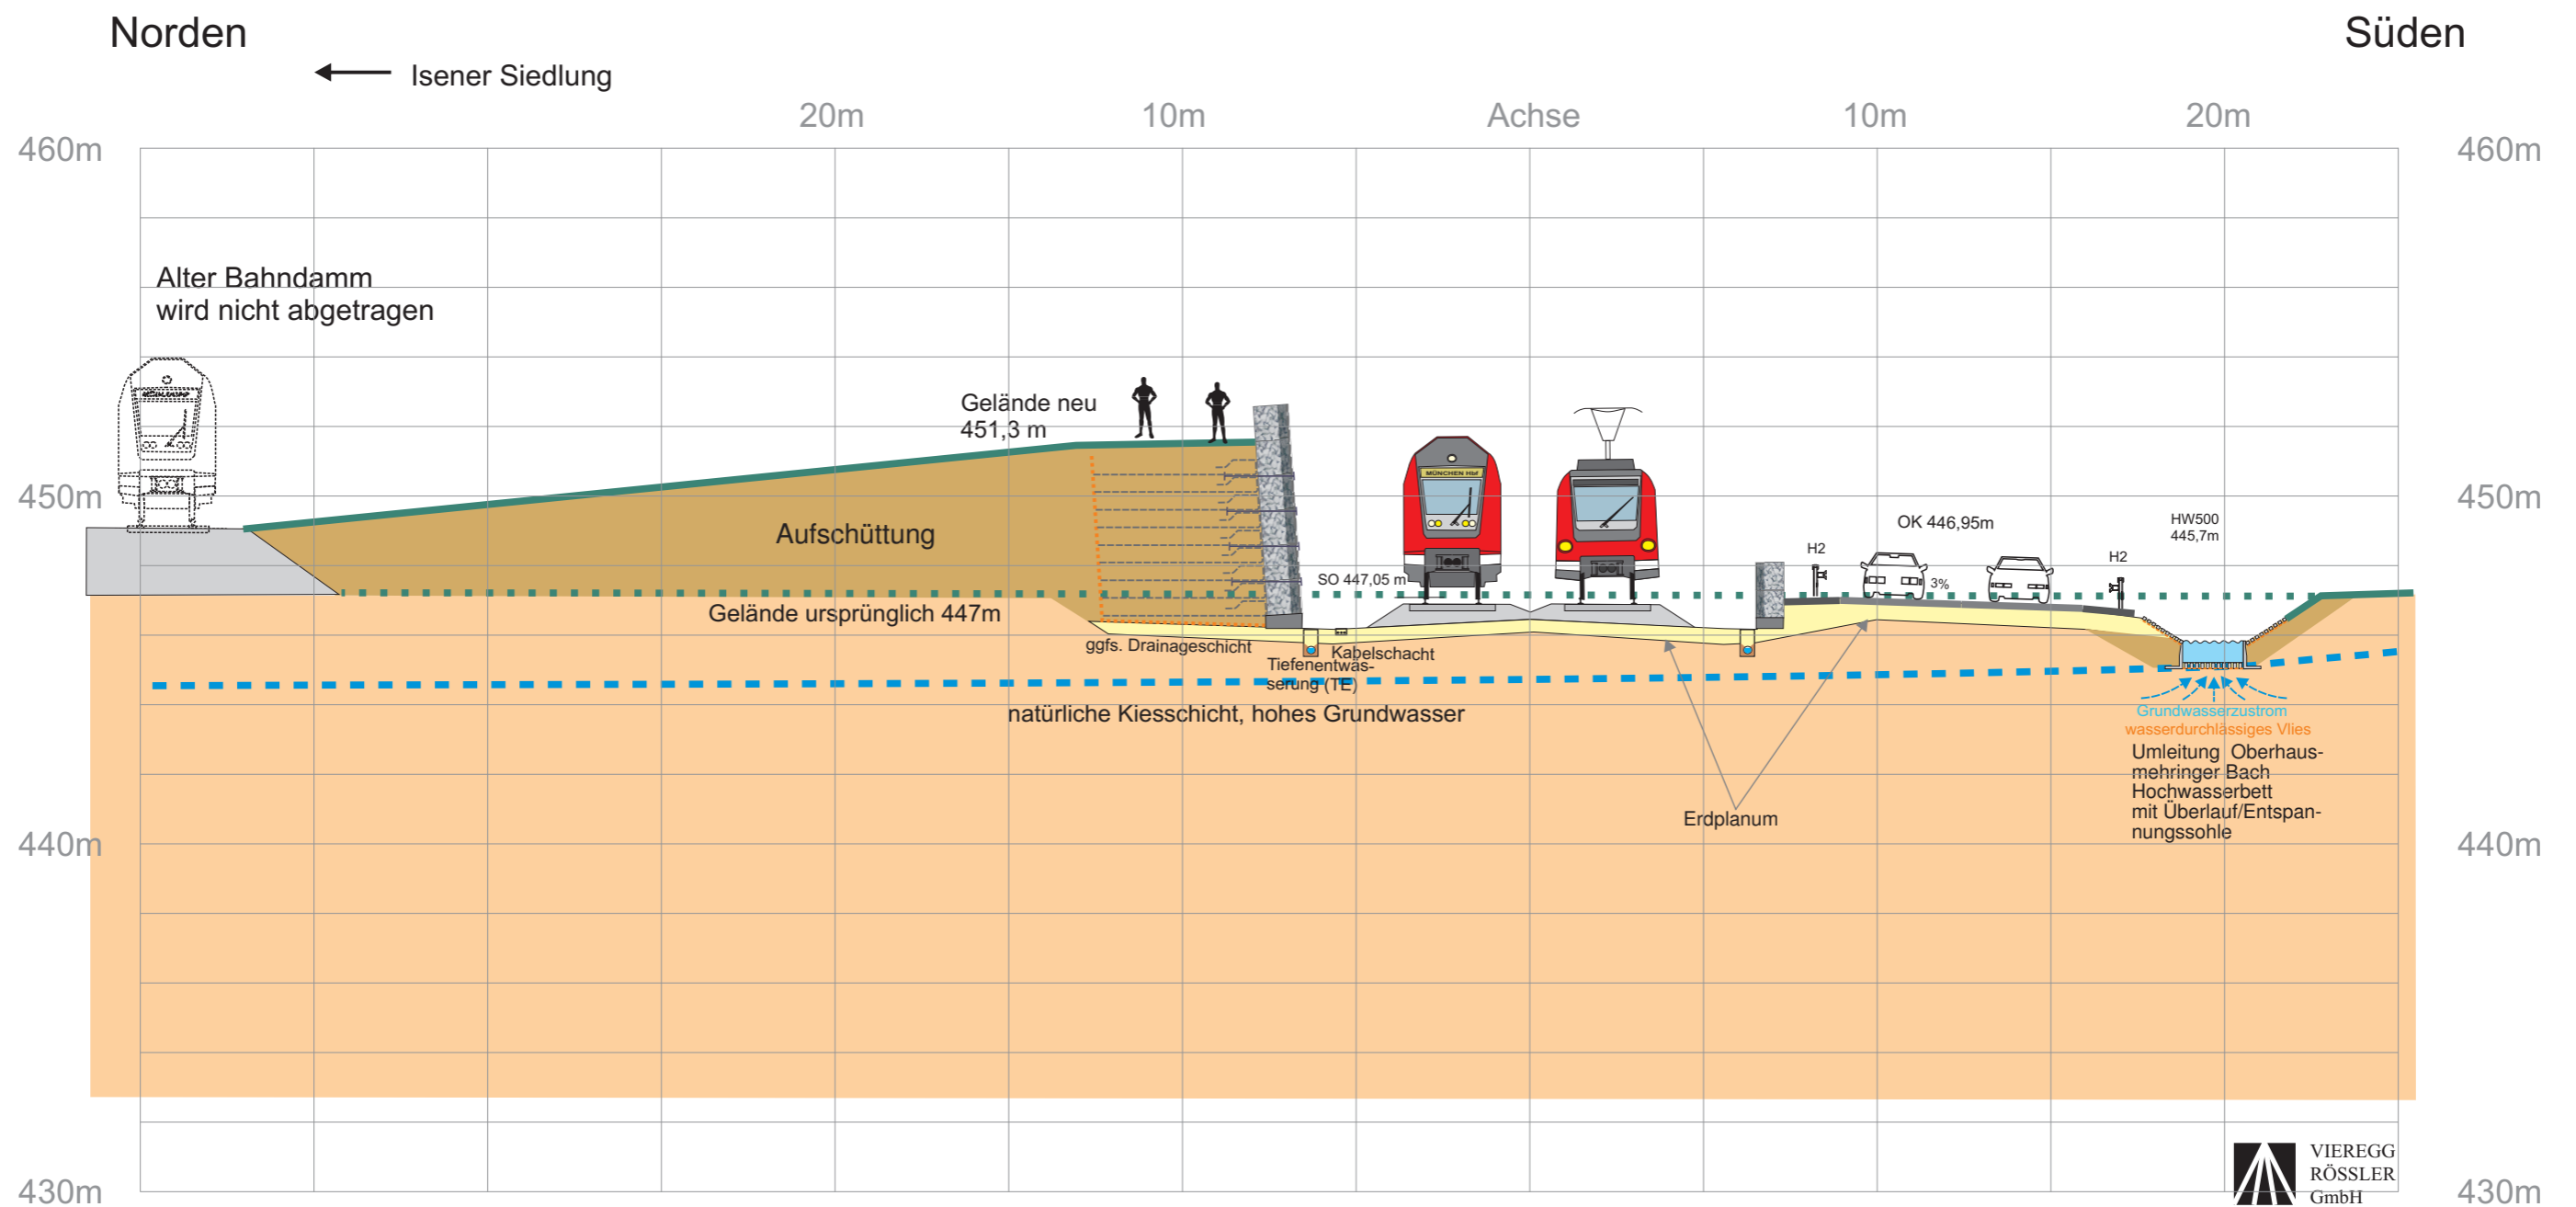 Norden
Süden
Isener Siedlung
20m
10m
Achse
10m
20m
460m
460m
Alter Bahndamm
wird nicht abgetragen
Gelände neu
451,3 m
MÜNCHEN Hbf
450m
450m
OK 446,95m
HW500
445,7m
Aufschüttung
H2
H2
SO 447,05 m
3%
Gelände ursprünglich 447m
ggfs. Drainageschicht
Kabelschacht
Tiefenentwäs-
serung (TE)
natürliche Kiesschicht, hohes Grundwasser
Grundwasserzustrom
wasserdurchlässiges Vlies
Umleitung Oberhaus-
mehringer Bach
Hochwasserbett
mit Überlauf/Entspan-
nungssohle
Erdplanum
440m
440m
VIEREGG
RÖSSLER
GmbH
430m
430m